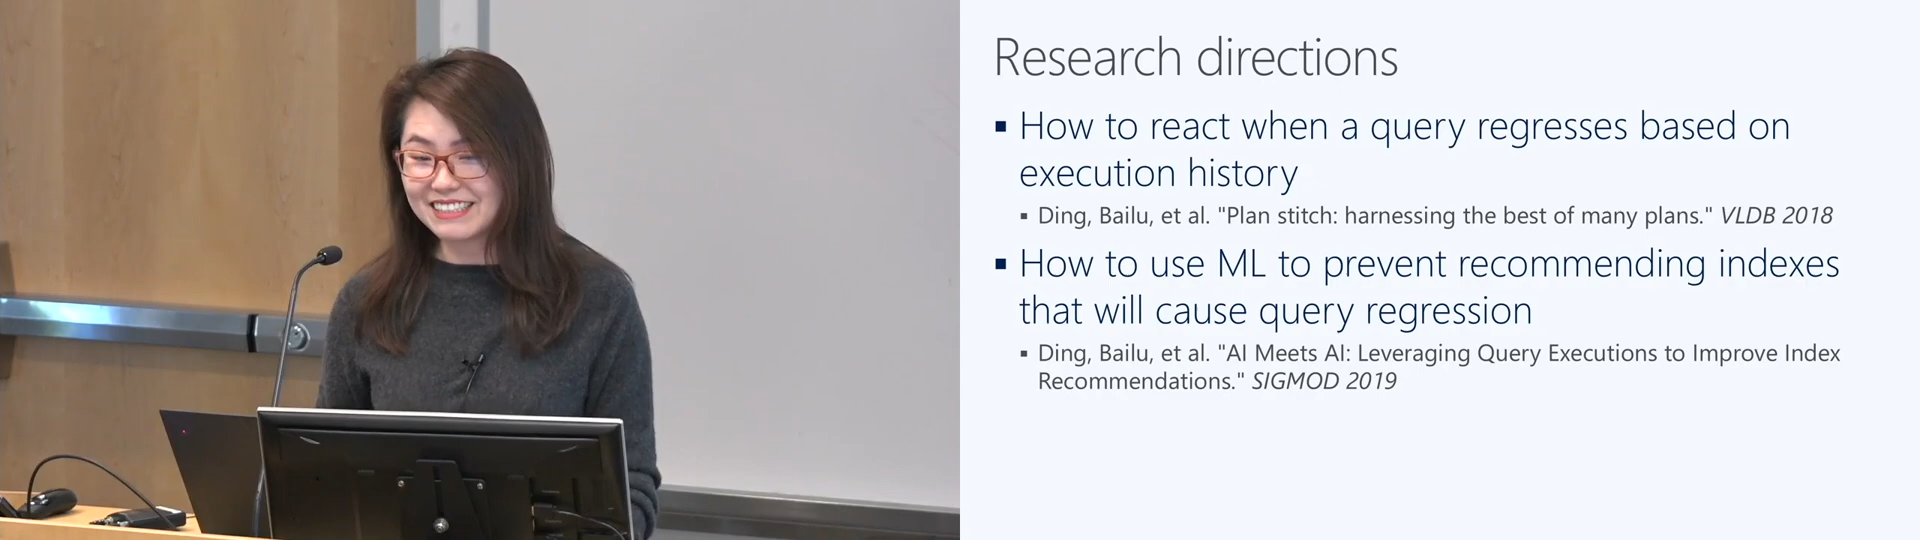 Research directions
▪ How to react when a query regresses based on
execution history
▪ Ding, Bailu, et al. "Plan stitch: harnessing the best of many plans." VLDB 2018
▪ How to use ML to prevent recommending indexes
that will cause query regression
▪ Ding, Bailu, et al. "AI Meets AI: Leveraging Query Executions to Improve Index
Recommendations." SIGMOD 2019